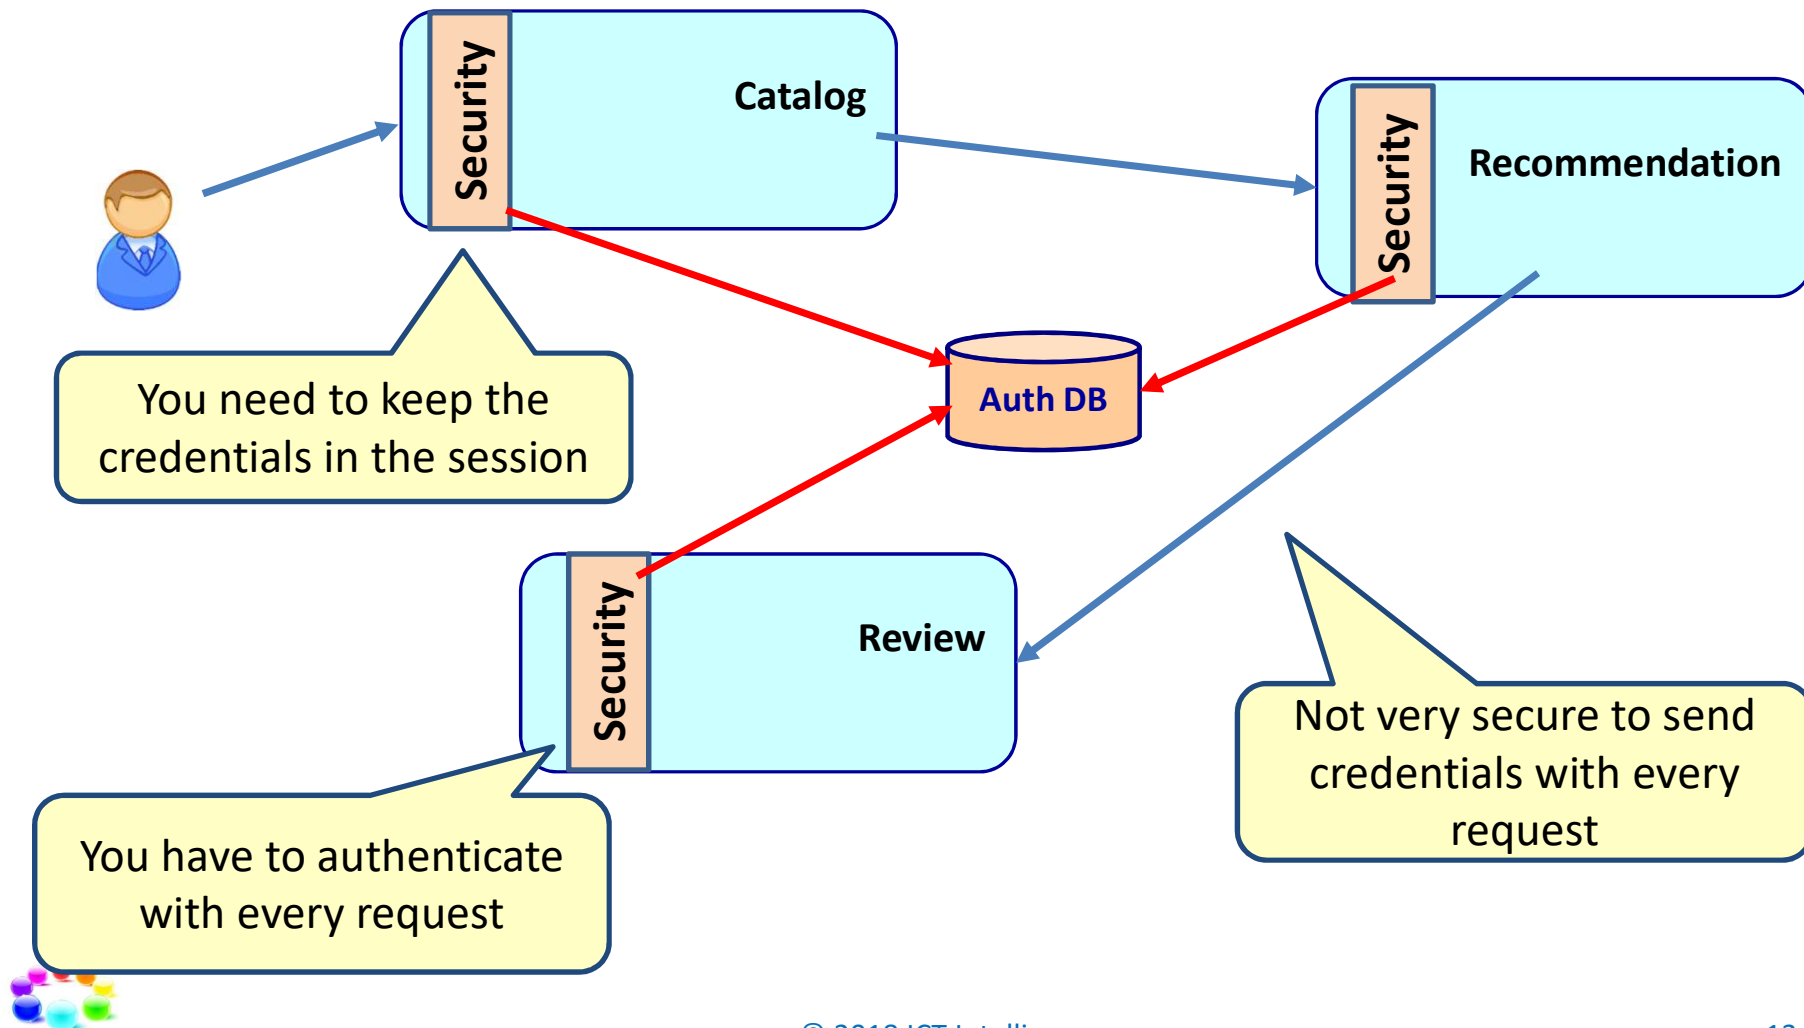 Security
Catalog
Security
Recommendation
You need to keep the
credentials in the session
Auth DB
Security
Review
Not very secure to send
credentials with every
request
You have to authenticate
with every request